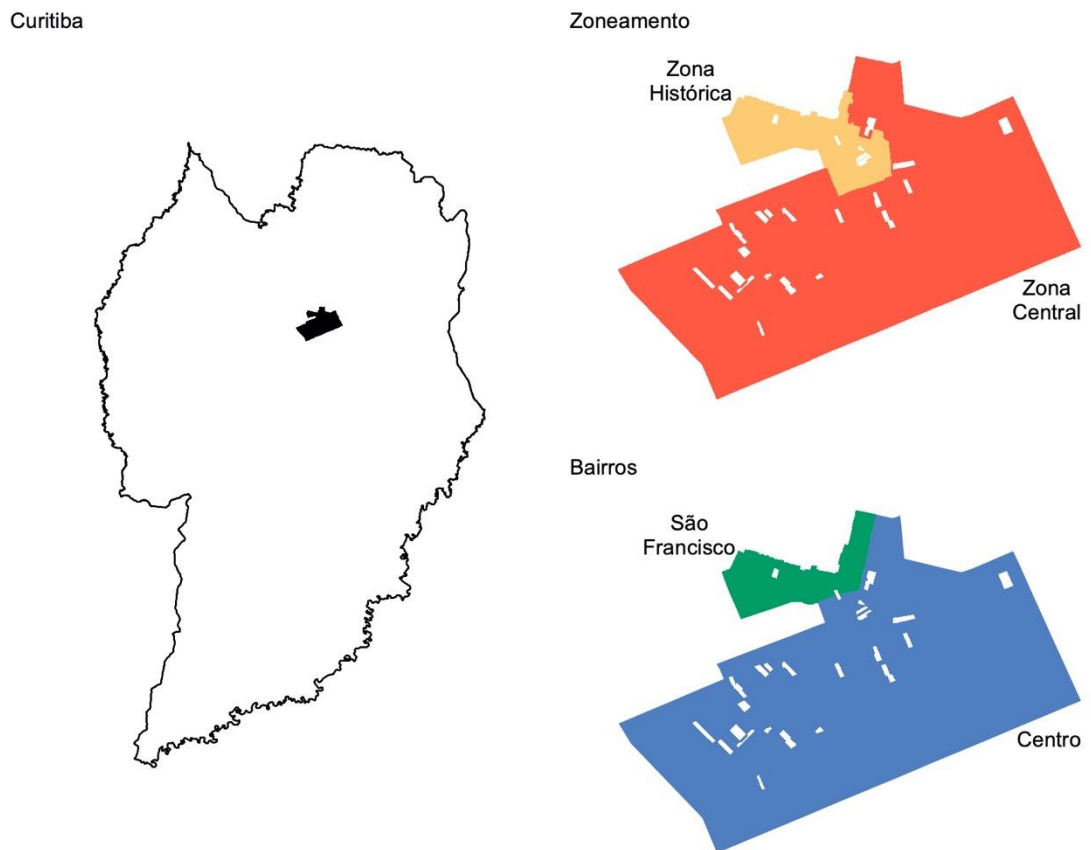 Curitiba
Zoneamento
Zona
Histórica
Zona
Central
Bairros
São
Francisco
Centro